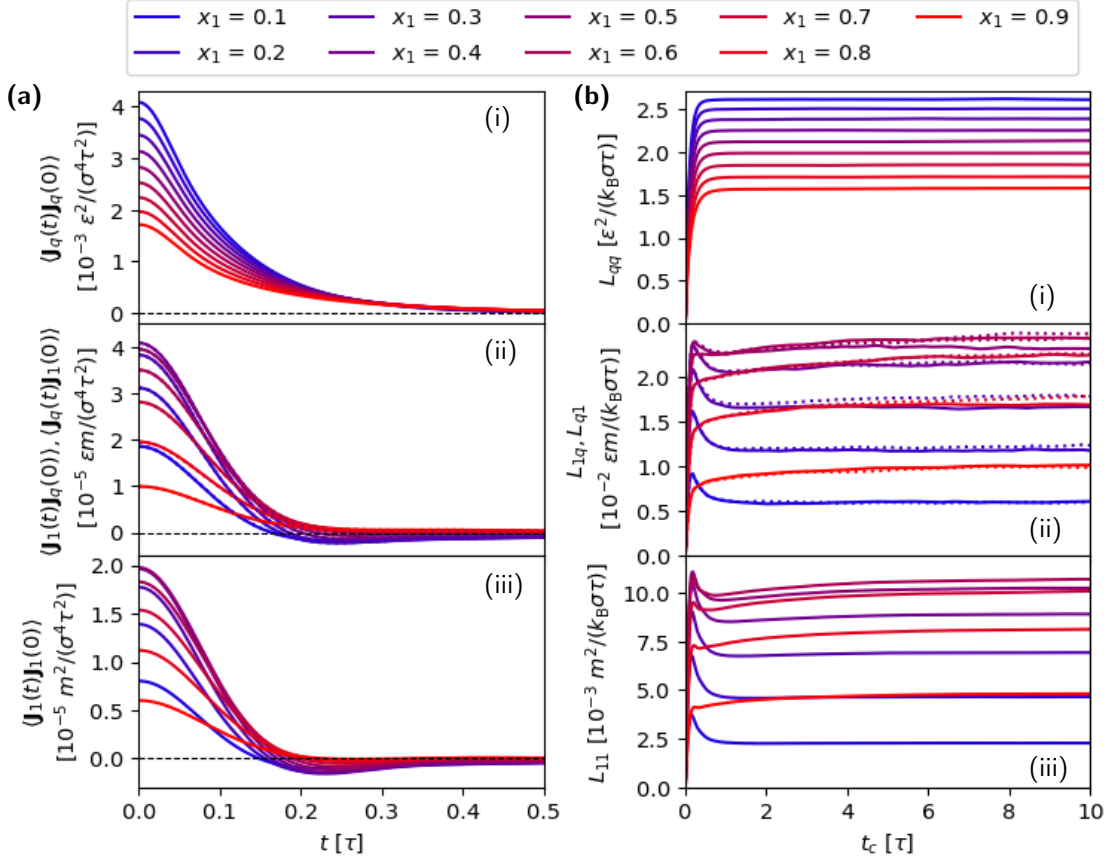 x₁ = 0.1 x₁ = 0.3 x₁ = 0.5 x₁ = 0.7 x₁ = 0.9
x₁ = 0.2 x₁ = 0.4 x₁ = 0.6 x₁ = 0.8
(a)
(i)
⟨J_q(t)J_q(0)⟩
[10⁻³ ε²/(σ⁴τ²)]
4
3
2
1
0
(ii)
⟨J₁(t)J_q(0)⟩, ⟨J_q(t)J₁(0)⟩
[10⁻⁵ εm/(σ⁴τ²)]
4
3
2
1
0
(iii)
⟨J₁(t)J₁(0)⟩
[10⁻⁵ m²/(σ⁴τ²)]
2.0
1.5
1.0
0.5
0.0
0.0 0.1 0.2 0.3 0.4 0.5
t [τ]
(b)
(i)
L_qq [ε²/(k_Bστ)]
2.5
2.0
1.5
1.0
0.5
0.0
(ii)
L_1q, L_q1
[10⁻² εm/(k_Bστ)]
2.0
1.5
1.0
0.5
0.0
(iii)
L₁₁ [10⁻³ m²/(k_Bστ)]
10.0
7.5
5.0
2.5
0.0
0 2 4 6 8 10
t_c [τ]